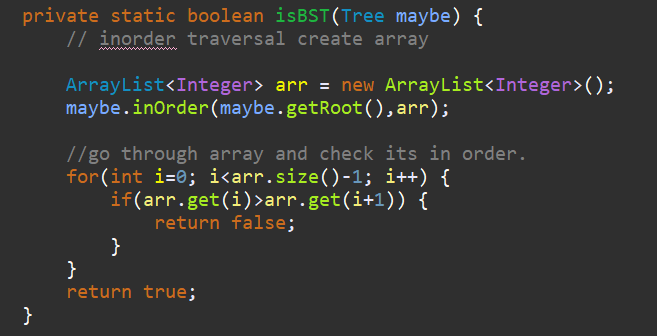 private static boolean isBST(Tree maybe) {
// inorder traversal create array
ArrayList<Integer> arr = new ArrayList<Integer>();
maybe.inOrder(maybe.getRoot(),arr);
//go through array and check its in order.
for(int i=0; i<arr.size()-1; i++) {
if(arr.get(i)>arr.get(i+1)) {
return false;
}
}
return true;
}